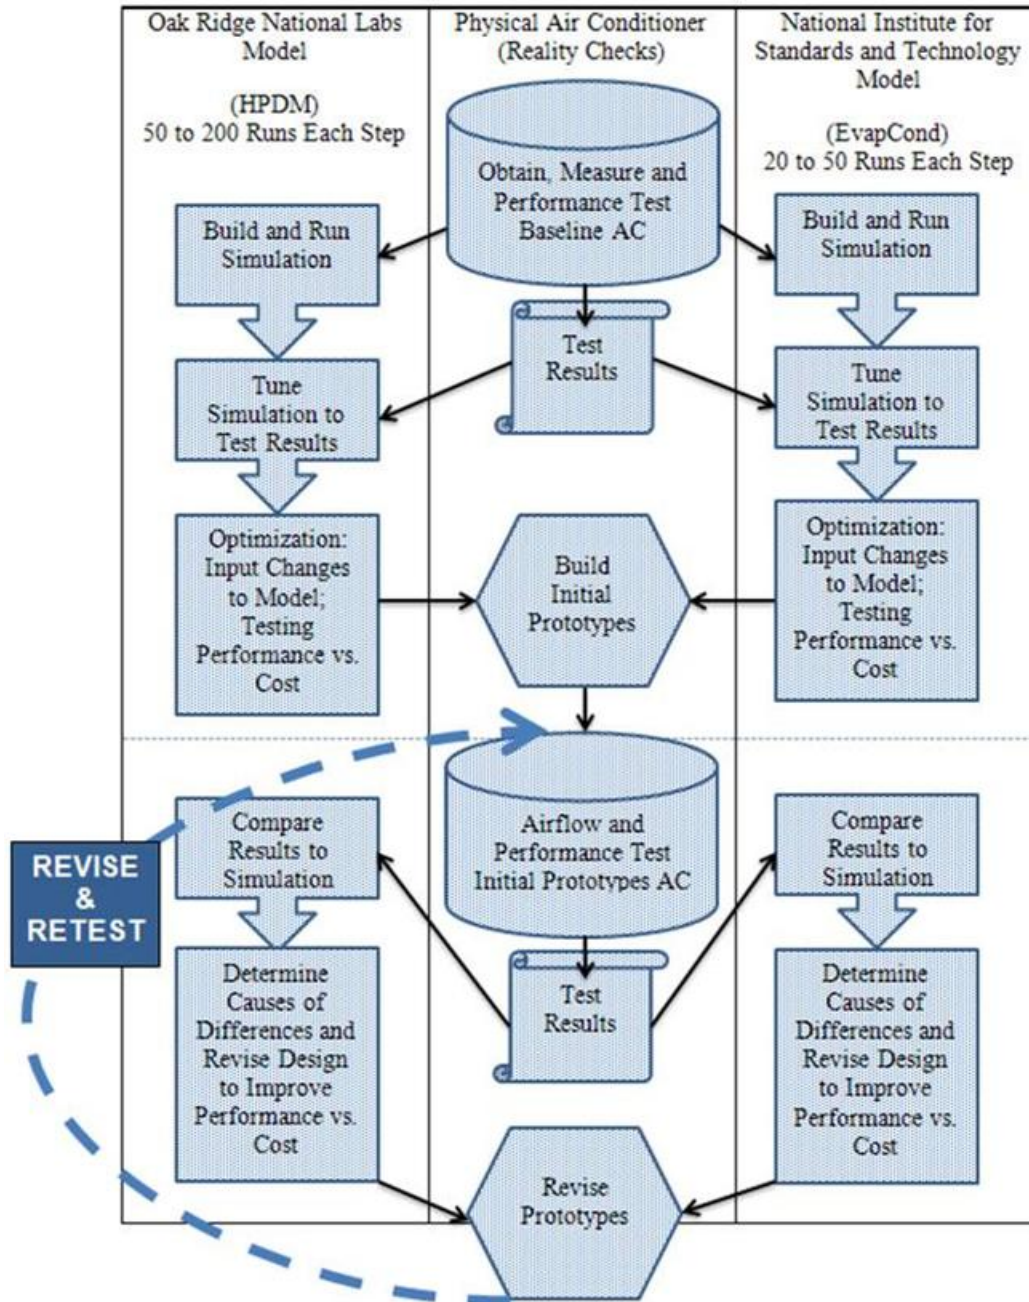 Oak Ridge National Labs
Model
(HPDM)
50 to 200 Runs Each Step
Physical Air Conditioner
(Reality Checks)
National Institute for
Standards and Technology
Model
(EvapCond)
20 to 50 Runs Each Step
Obtain, Measure and
Performance Test
Baseline AC
Build and Run
Simulation
Build and Run
Simulation
Test
Results
Tune
Simulation to
Test Results
Tune
Simulation to
Test Results
Optimization:
Input Changes
to Model;
Testing
Performance vs.
Cost
Build
Initial
Prototypes
Optimization:
Input Changes
to Model;
Testing
Performance vs.
Cost
Compare
Results to
Simulation
Airflow and
Performance Test
Initial Prototypes AC
Compare
Results to
Simulation
REVISE
&
RETEST
Determine
Causes of
Differences and
Revise Design
to Improve
Performance vs.
Cost
Test
Results
Determine
Causes of
Differences and
Revise Design
to Improve
Performance vs.
Cost
Revise
Prototypes